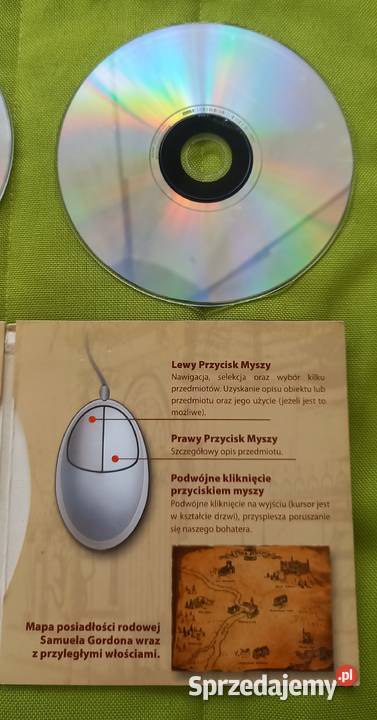 Lewy Przycisk Myszy
Nawigacja, selekcja oraz wybór kilku
przedmiotów. Uzyskanie opisu obiektu lub
przedmiotu oraz jego użycie (jeżeli jest to
możliwe).
Prawy Przycisk Myszy
Szczegółowy opis przedmiotu.
Podwójne kliknięcie
przyciskiem myszy
Podwójne kliknięcie na wyjściu (kursor jest
w kształcie drzwi), przyspiesza poruszanie
się naszego bohatera.
Mapa posiadłości rodowej
Samuela Gordona wraz
z przyległymi włościami.
Sprzedajemy.pl